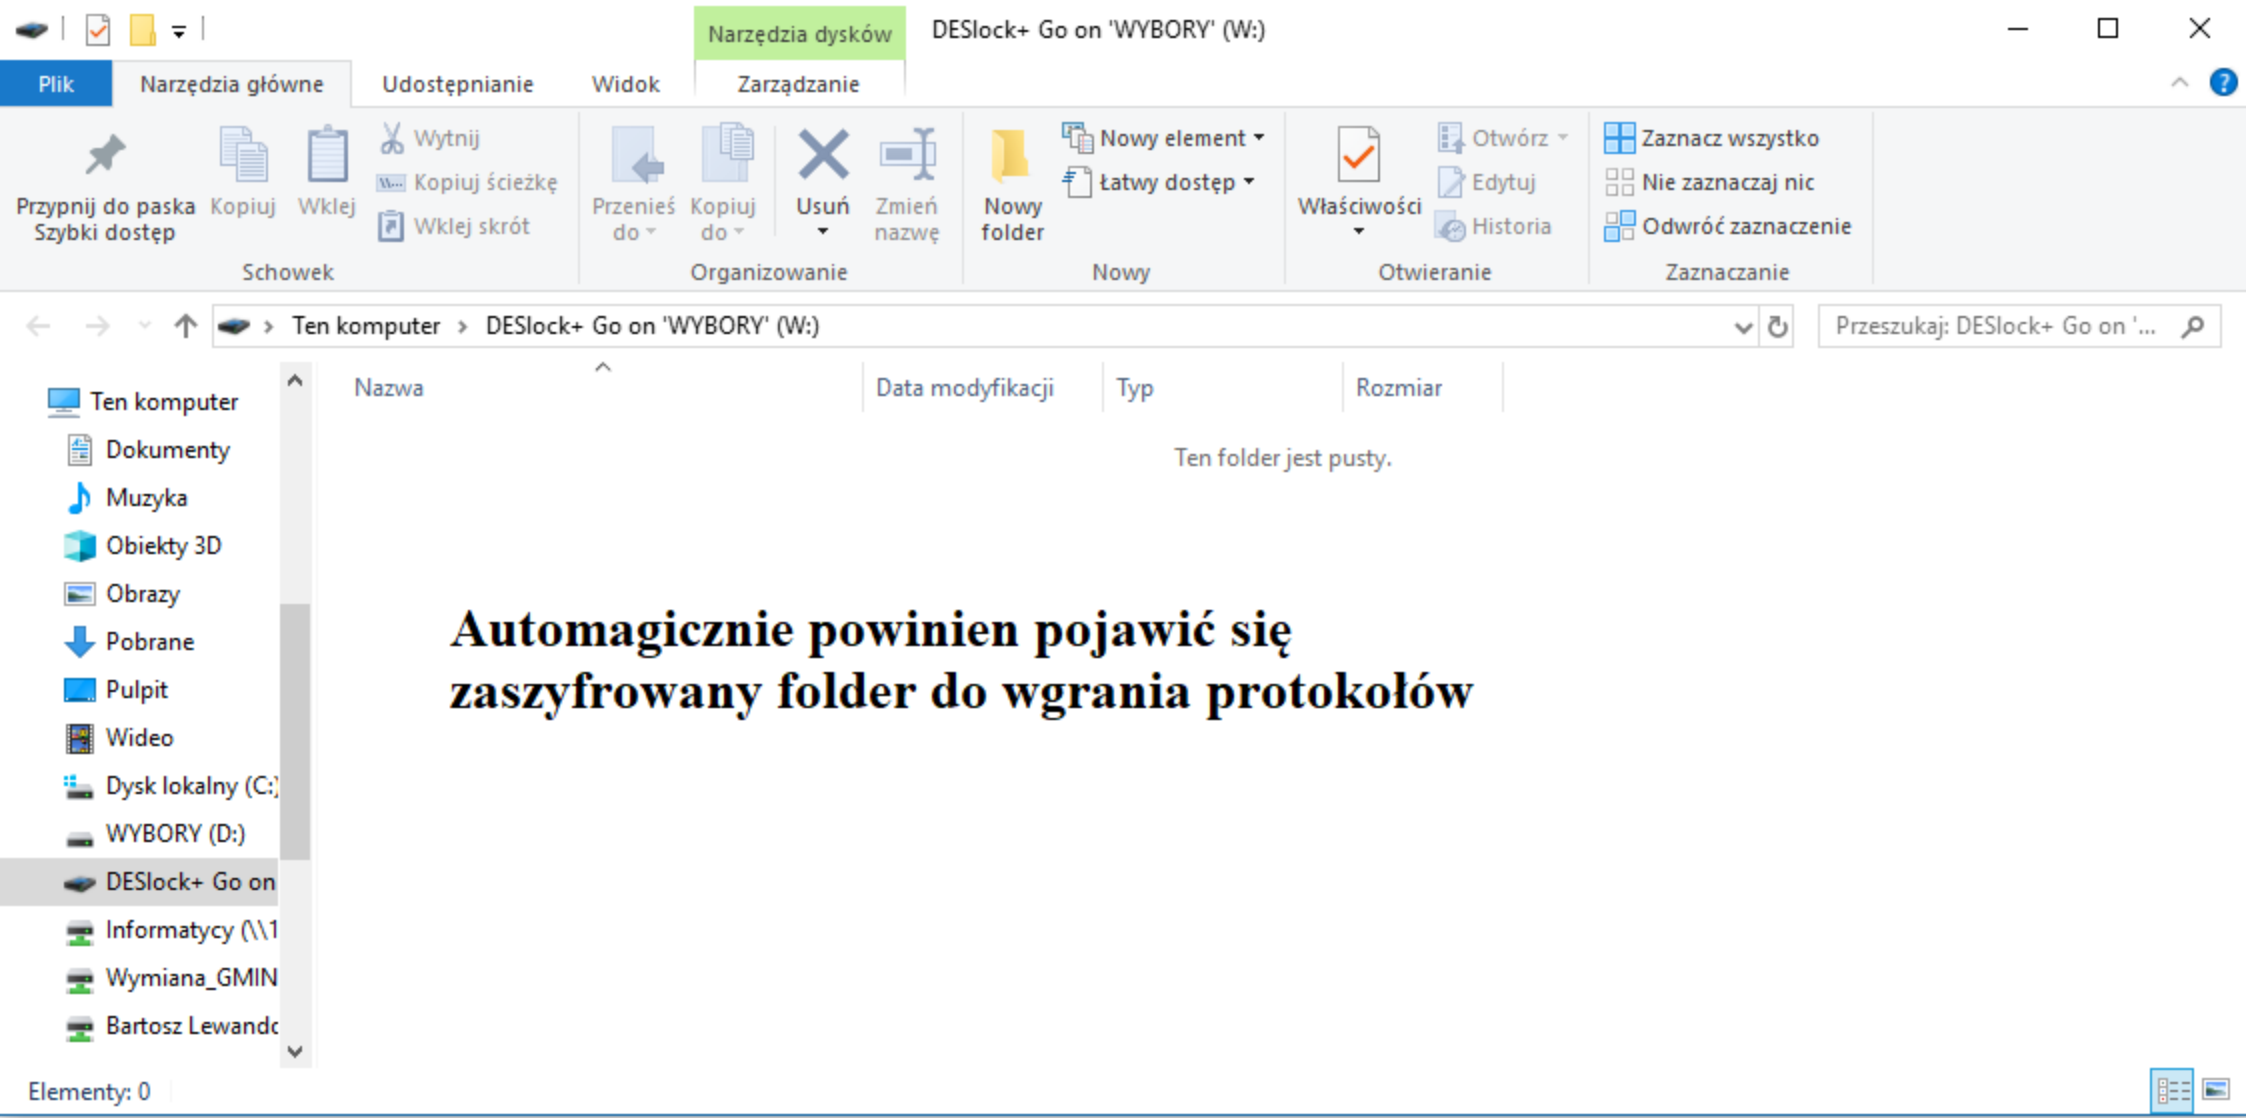 Narzędzia dysków
DESlock+ Go on 'WYBORY' (W:)
Plik
Narzędzia główne
Udostępnianie
Widok
Zarządzanie
Przypnij do paska
Szybki dostęp
Kopiuj
Wklej
Wytnij
Kopiuj ścieżkę
Wklej skrót
Schowek
Przenieś
do
Kopiuj
do
Usuń
Zmień
nazwę
Organizowanie
Nowy
folder
Nowy element
Łatwy dostęp
Nowy
Właściwości
Otwórz
Edytuj
Historia
Otwieranie
Zaznacz wszystko
Nie zaznaczaj nic
Odwróć zaznaczenie
Zaznaczanie
Ten komputer > DESlock+ Go on 'WYBORY' (W:)
Przeszukaj: DESlock+ Go on '...
Ten komputer
Dokumenty
Muzyka
Obiekty 3D
Obrazy
Pobrane
Pulpit
Wideo
Dysk lokalny (C:)
WYBORY (D:)
DESlock+ Go on
Informatycy (\\1
Wymiana_GMIN
Bartosz Lewando
Nazwa
Data modyfikacji
Typ
Rozmiar
Ten folder jest pusty.
Automagicznie powinien pojawić się
zaszyfrowany folder do wgrania protokołów
Elementy: 0